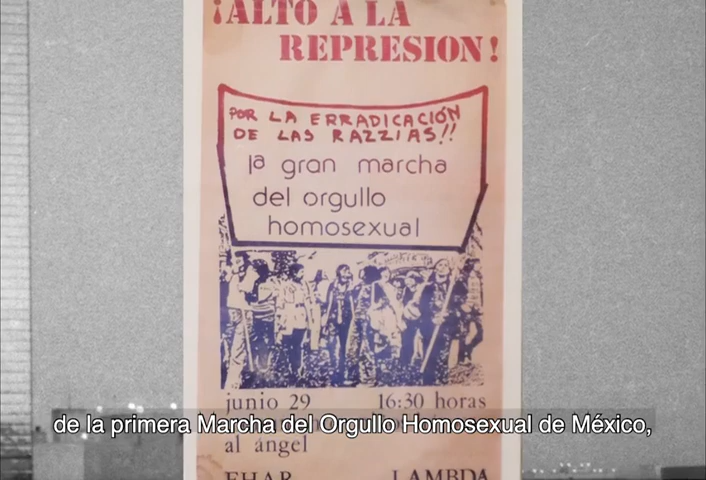 ¡ALTO A LA
REPRESION!
POR LA ERRADICACIÓN
DE LAS RAZZIAS!!
la gran marcha
del orgullo
homosexual
junio 29 16:30 horas
de la primera Marcha del Orgullo Homosexual de México,
al ángel
FHAR LAMBDA